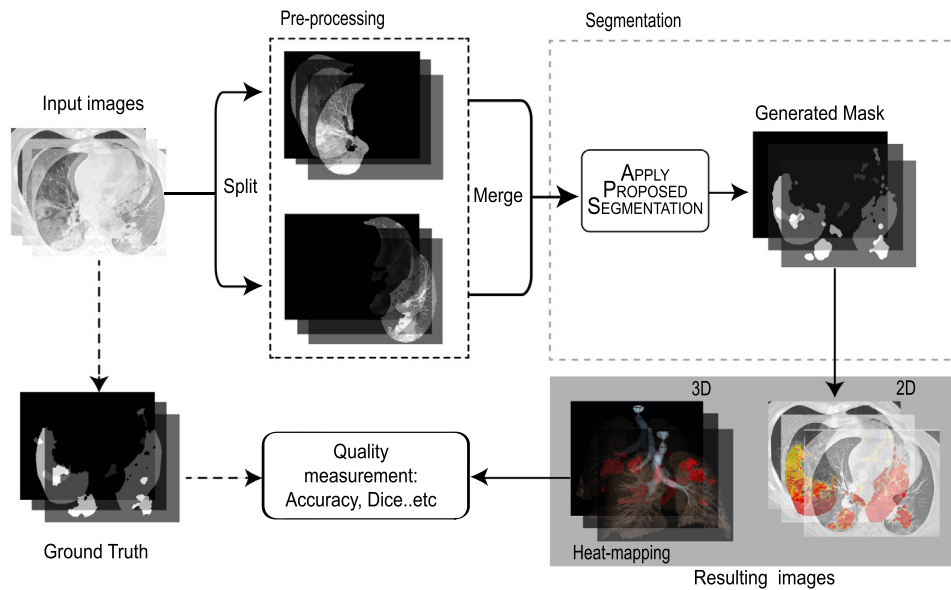 Pre-processing
Segmentation
Input images
Split
Merge
Generated Mask
APPLY
PROPOSED
SEGMENTATION
3D
2D
Quality
measurement:
Accuracy, Dice..etc
Ground Truth
Heat-mapping
Resulting images